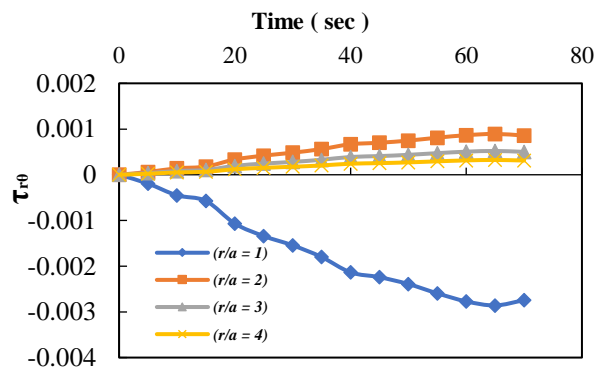 Time ( sec )
0 20 40 60 80
0.002
0.001
0
-0.001
-0.002
-0.003
-0.004
τrθ
(r/a = 1)
(r/a = 2)
(r/a = 3)
(r/a = 4)